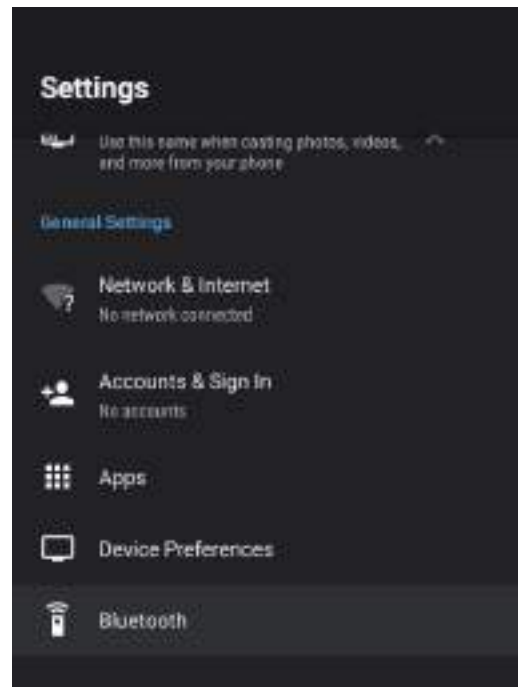 Settings
Use this name when casting photos, videos,
and more from your phone
General Settings
Network & Internet
No network connected
Accounts & Sign In
No accounts
Apps
Device Preferences
Bluetooth